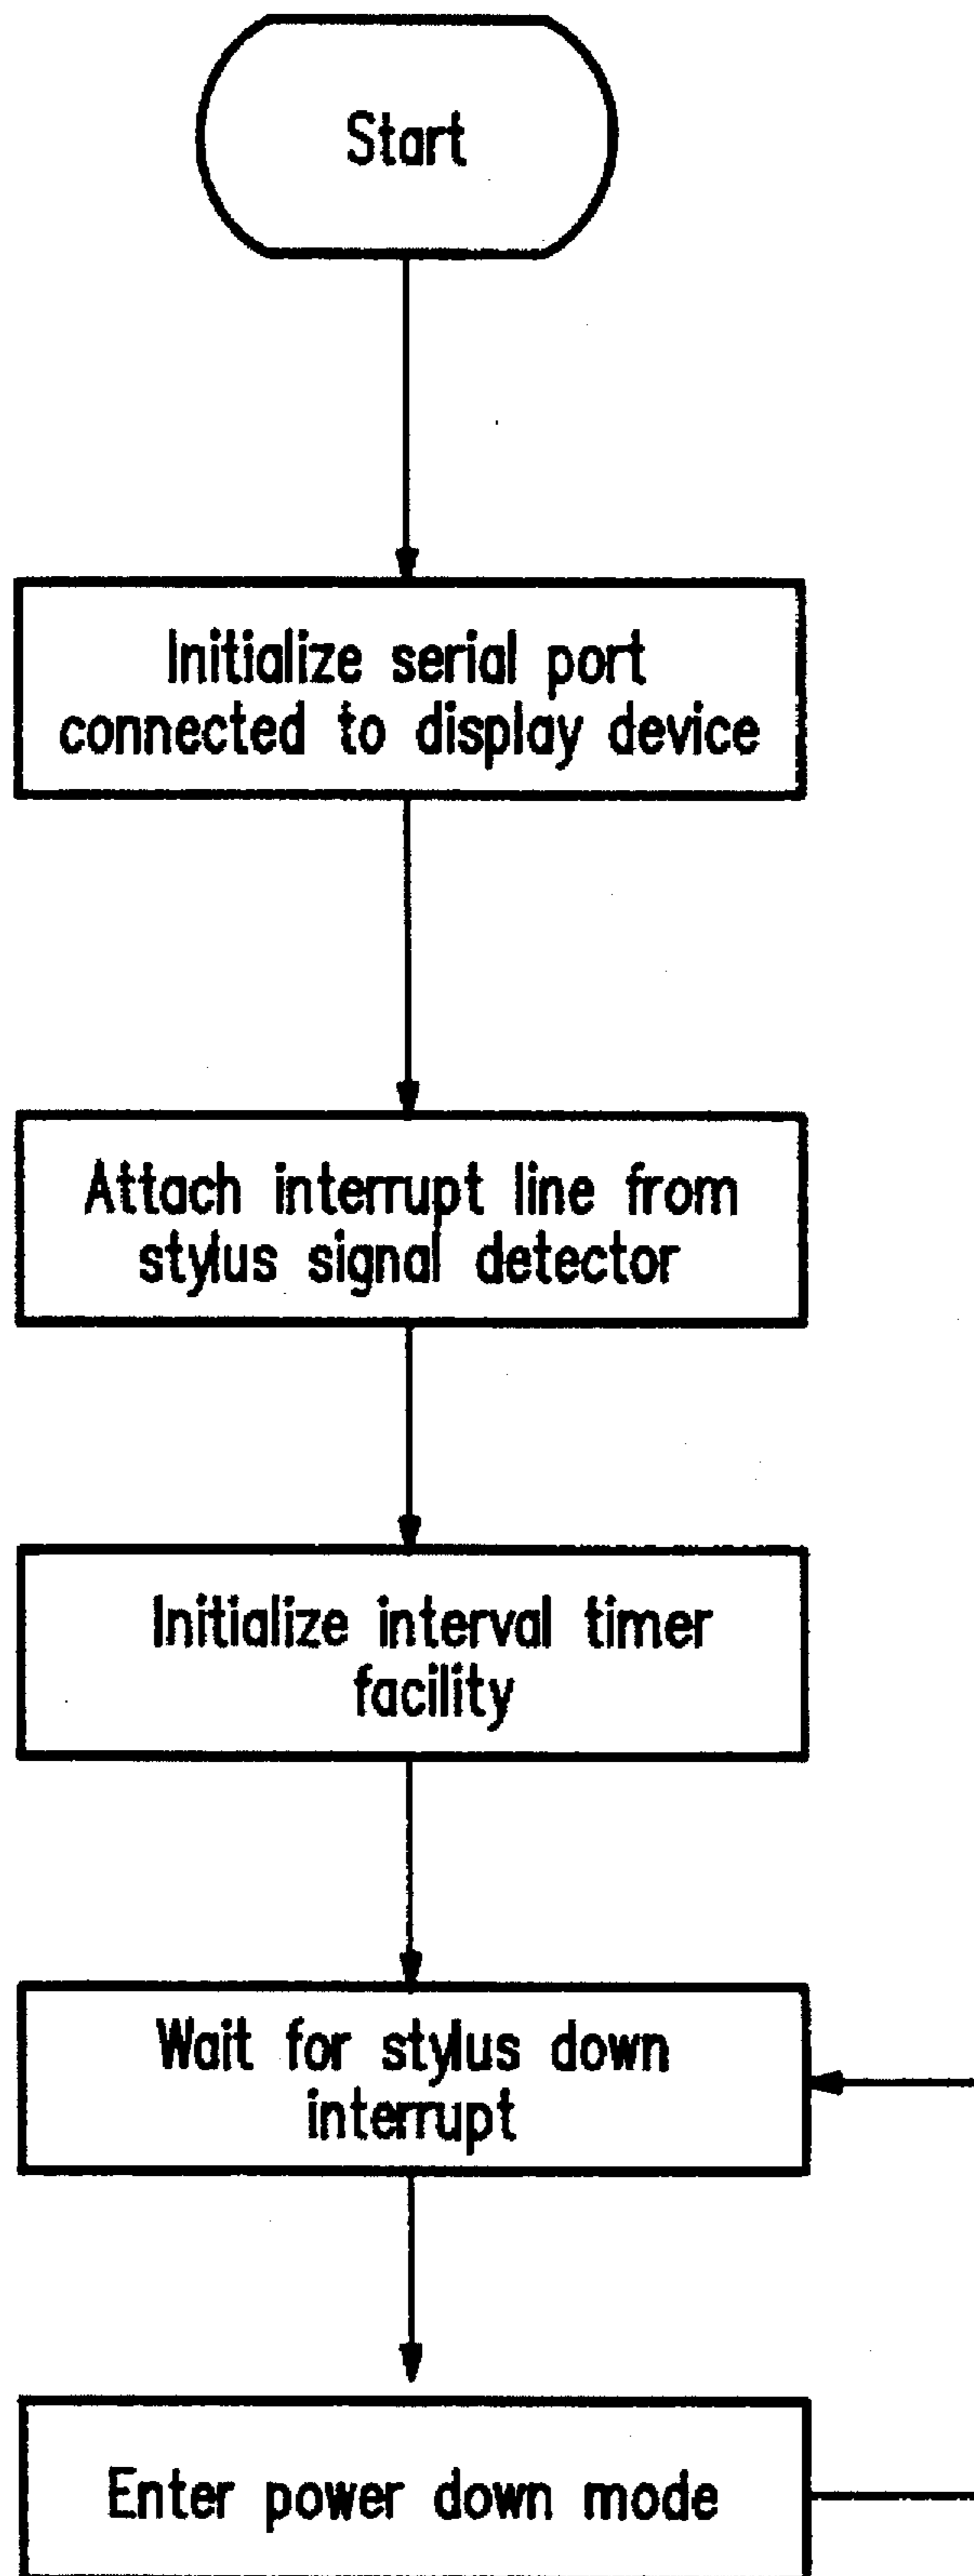 Start
Initialize serial port
connected to display device
Attach interrupt line from
stylus signal detector
Initialize interval timer
facility
Wait for stylus down
interrupt
Enter power down mode